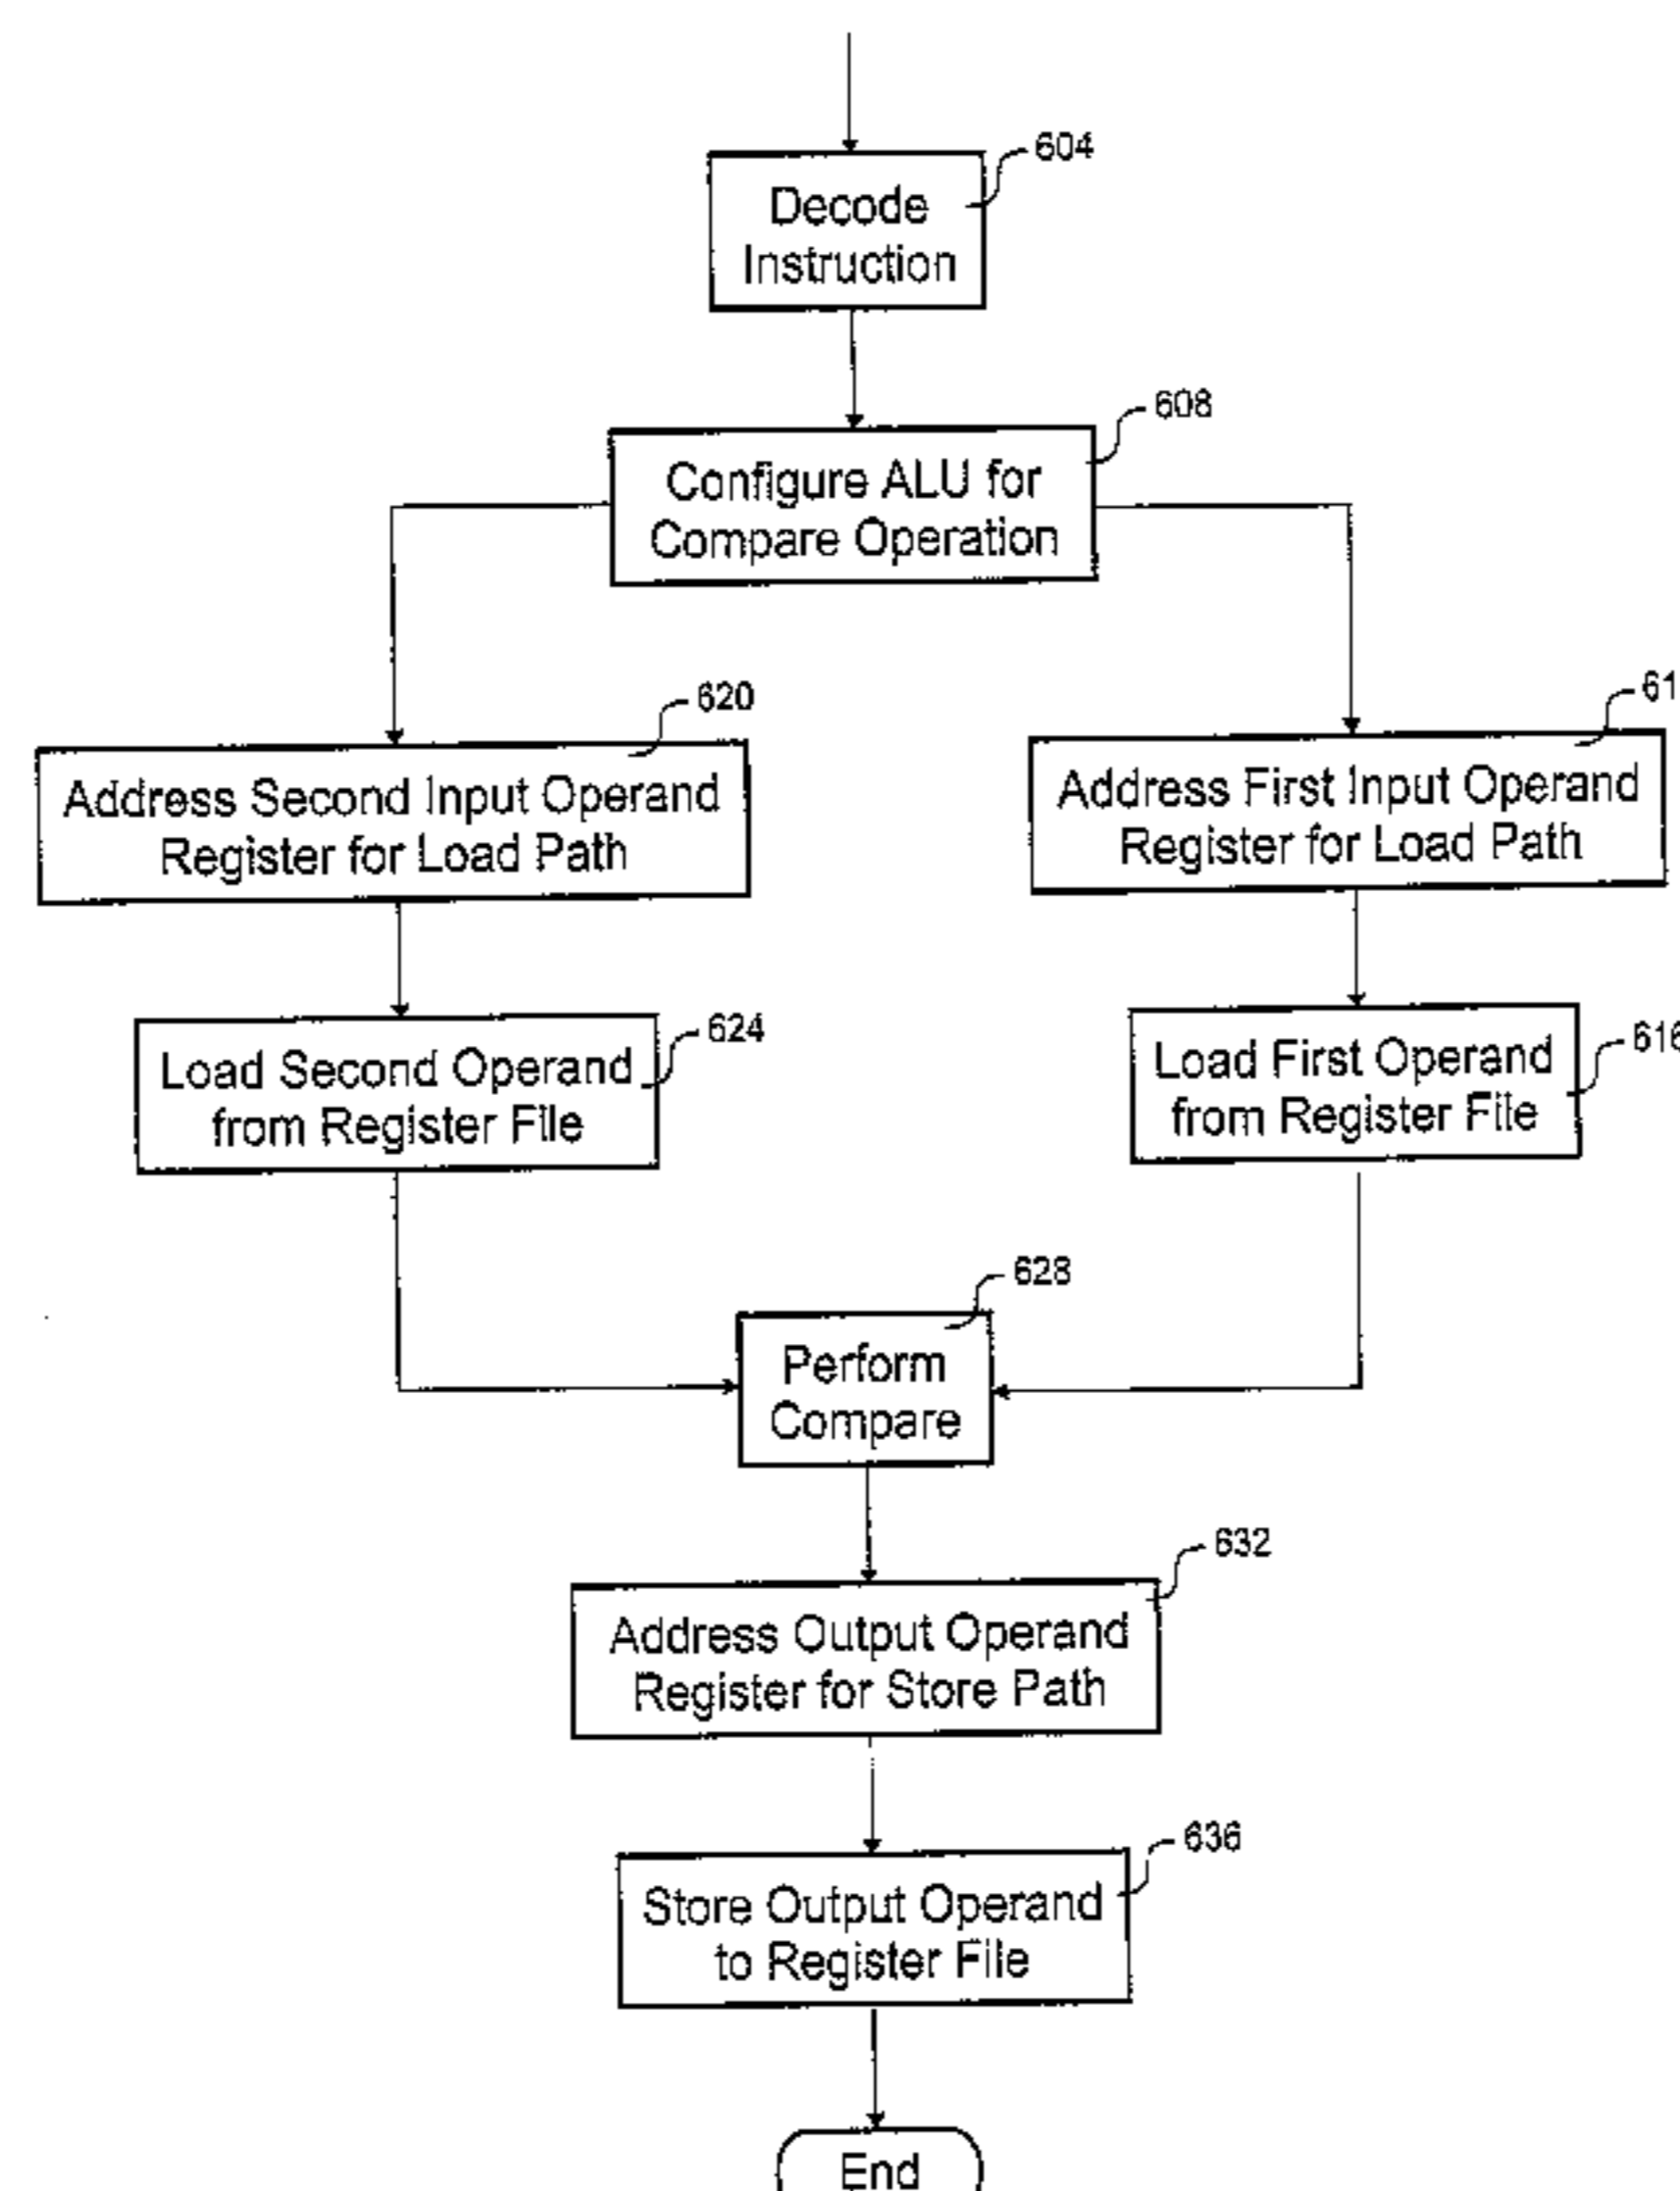 604
Decode
Instruction
608
Configure ALU for
Compare Operation
620
Address Second Input Operand
Register for Load Path
61
Address First Input Operand
Register for Load Path
624
Load Second Operand
from Register File
616
Load First Operand
from Register File
628
Perform
Compare
632
Address Output Operand
Register for Store Path
636
Store Output Operand
to Register File
End